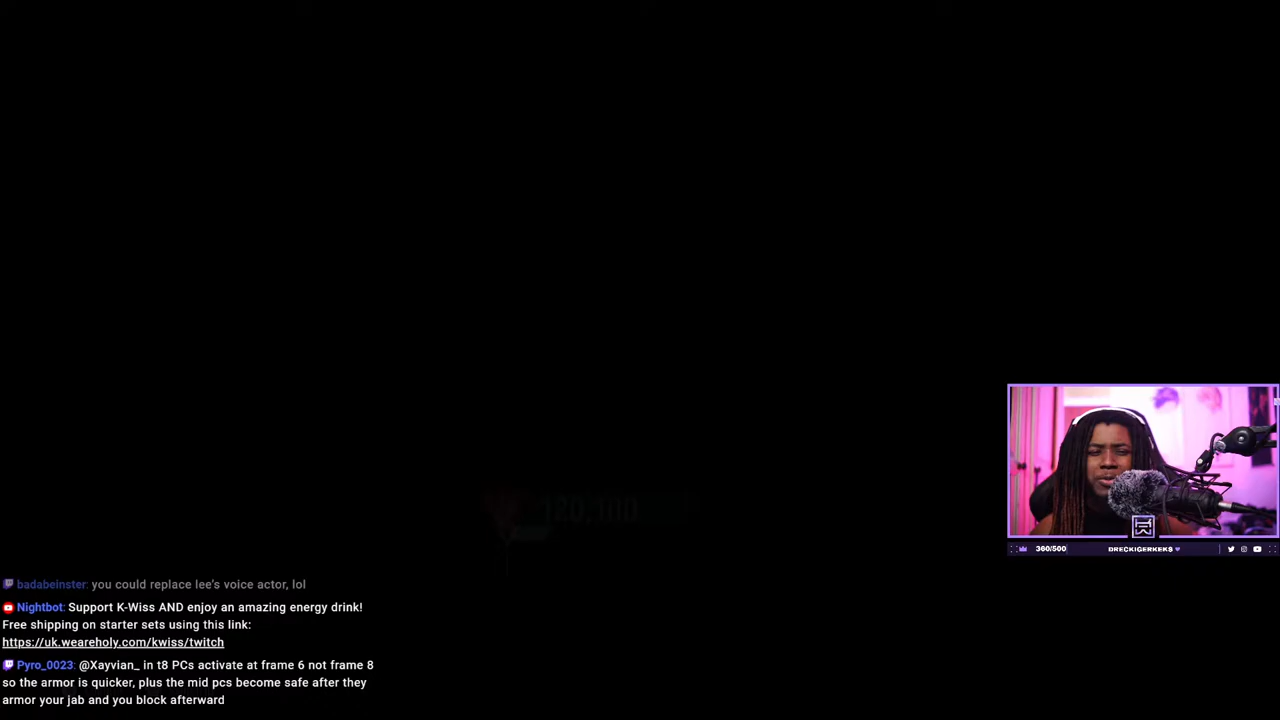 120,100
badabeinster: you could replace lee's voice actor, lol
Nightbot: Support K-Wiss AND enjoy an amazing energy drink!
Free shipping on starter sets using this link:
https://uk.weareholy.com/kwiss/twitch
Pyro_0023: @Xayvian_ in t8 PCs activate at frame 6 not frame 8
so the armor is quicker, plus the mid pcs become safe after they
armor your jab and you block afterward
360/500
DRECKIGERKEKS